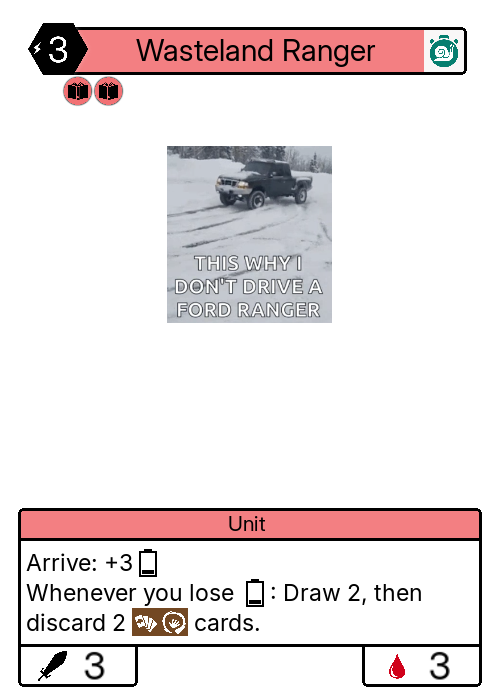 3 Wasteland Ranger
THIS WHY I
DON'T DRIVE A
FORD RANGER
Unit
Arrive: +3
Whenever you lose : Draw 2, then
discard 2 cards.
3 3